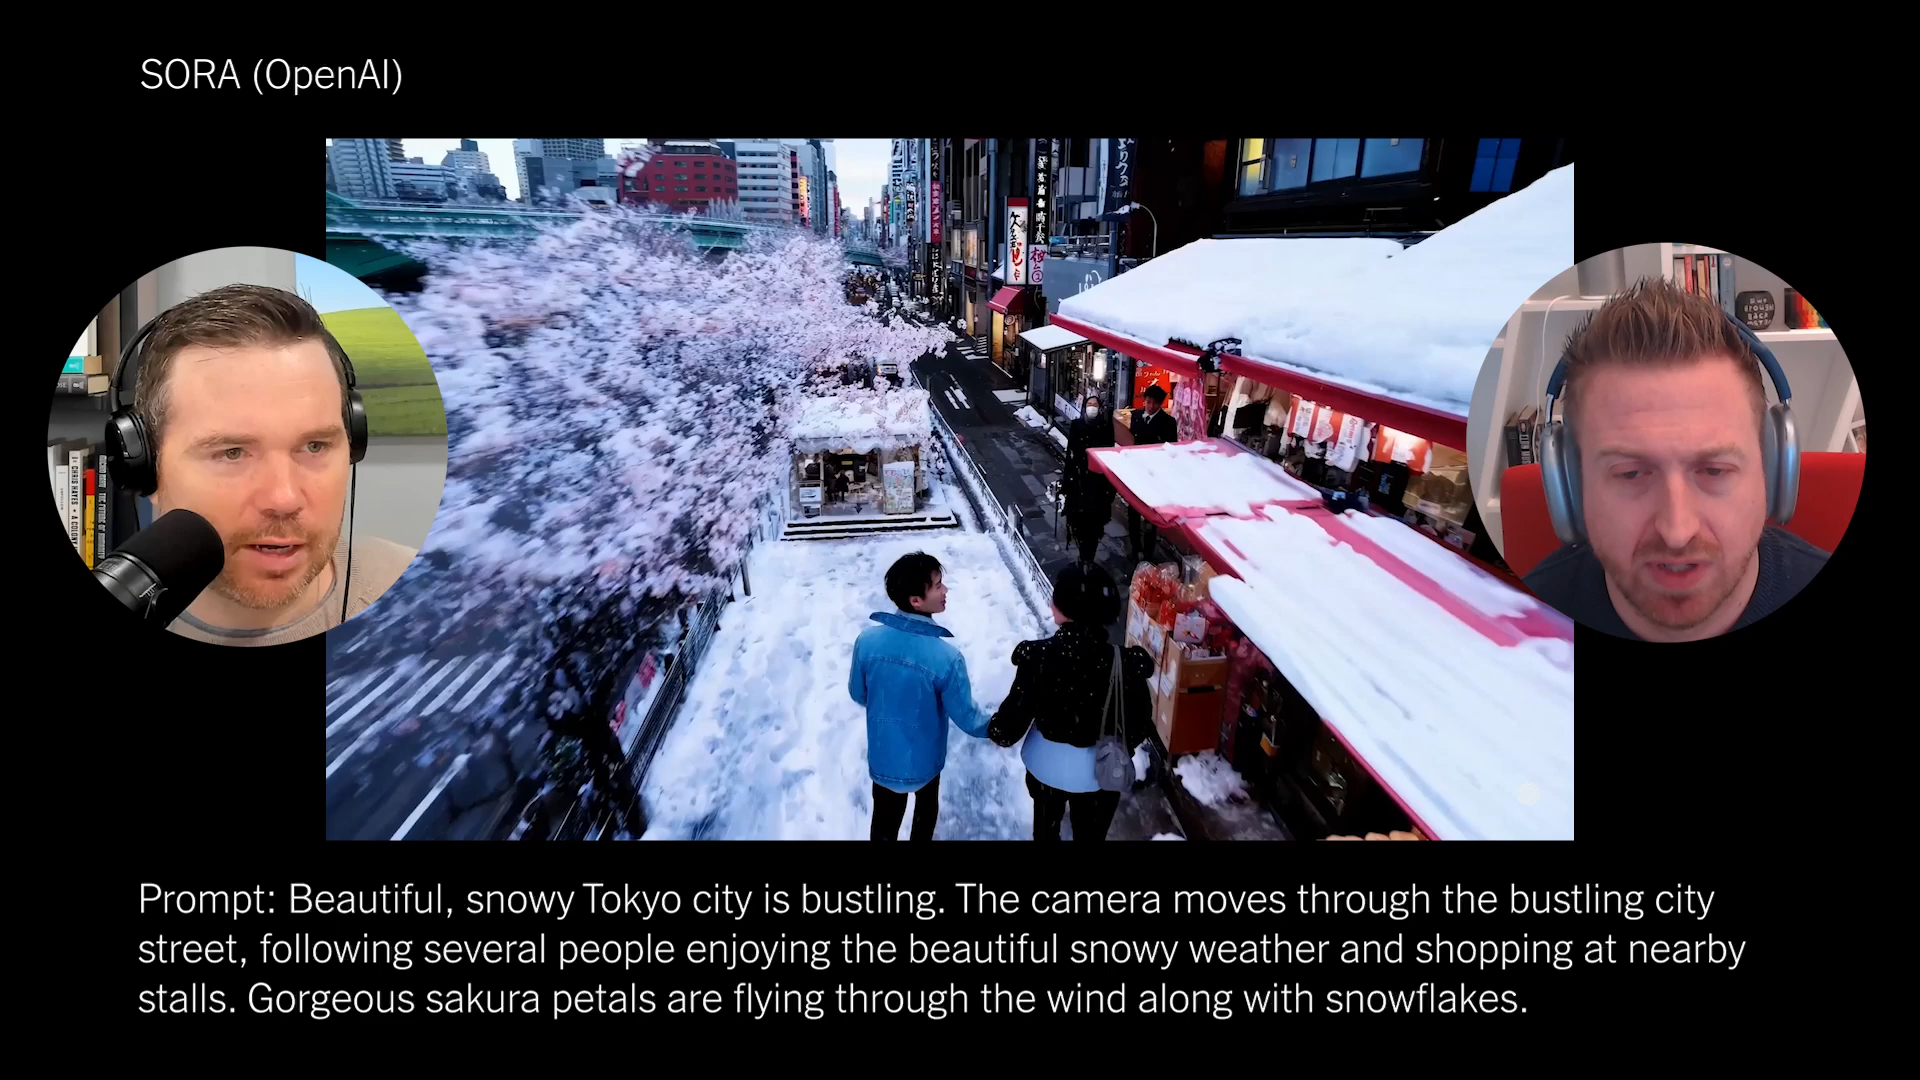 SORA (OpenAI)
CHRIS HAYES
Prompt: Beautiful, snowy Tokyo city is bustling. The camera moves through the bustling city
street, following several people enjoying the beautiful snowy weather and shopping at nearby
stalls. Gorgeous sakura petals are flying through the wind along with snowflakes.